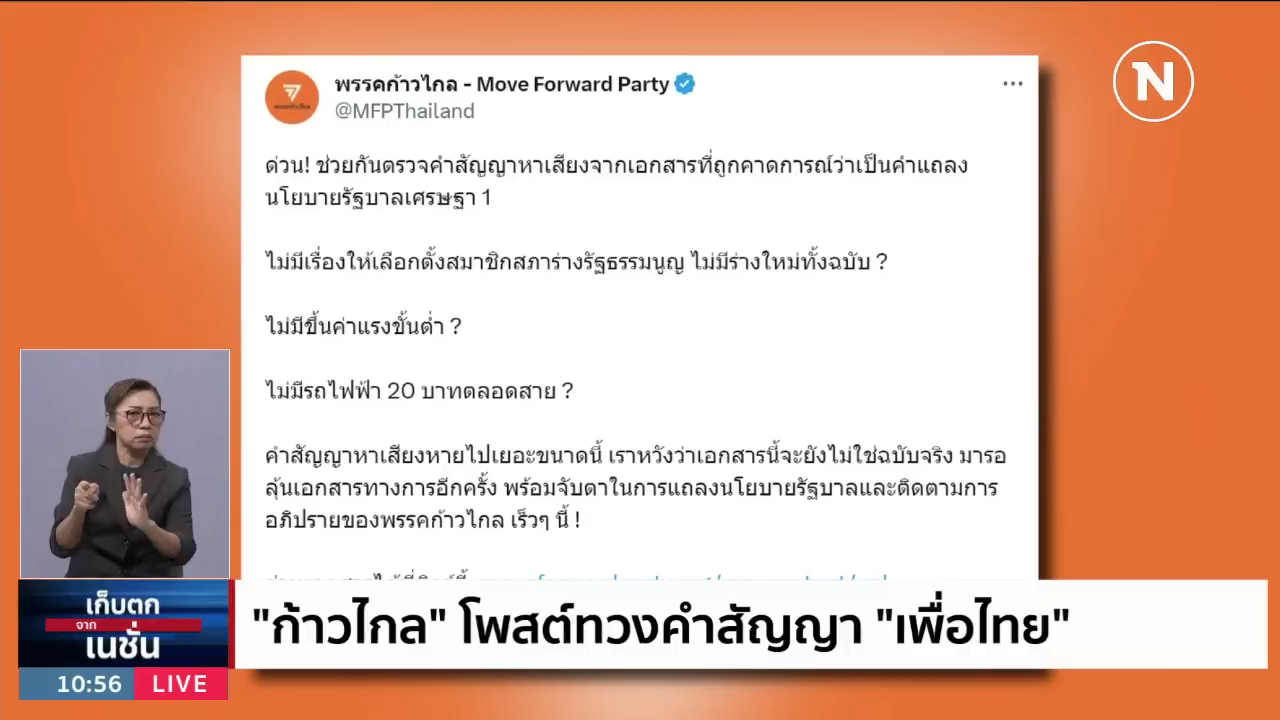 พรรคก้าวไกล - Move Forward Party
@MFPThailand
ด่วน! ช่วยกันตรวจคำสัญญาหาเสียงจากเอกสารที่ถูกคาดการณ์ว่าเป็นคำแถลง
นโยบายรัฐบาลเศรษฐา 1
ไม่มีเรื่องให้เลือกตั้งสมาชิกสภาร่างรัฐธรรมนูญ ไม่มีร่างใหม่ทั้งฉบับ ?
ไม่มีขึ้นค่าแรงขั้นต่ำ ?
ไม่มีรถไฟฟ้า 20 บาทตลอดสาย ?
คำสัญญาหาเสียงหายไปเยอะขนาดนี้ เราหวังว่าเอกสารนี้จะยังไม่ใช่ฉบับจริง มารอ
ลุ้นเอกสารทางการอีกครั้ง พร้อมจับตาในการแถลงนโยบายรัฐบาลและติดตามการ
อภิปรายของพรรคก้าวไกล เร็วๆ นี้ !
N
เก็บตก
จาก
เนชั่น
"ก้าวไกล" โพสต์ทวงคำสัญญา "เพื่อไทย"
10:56 LIVE